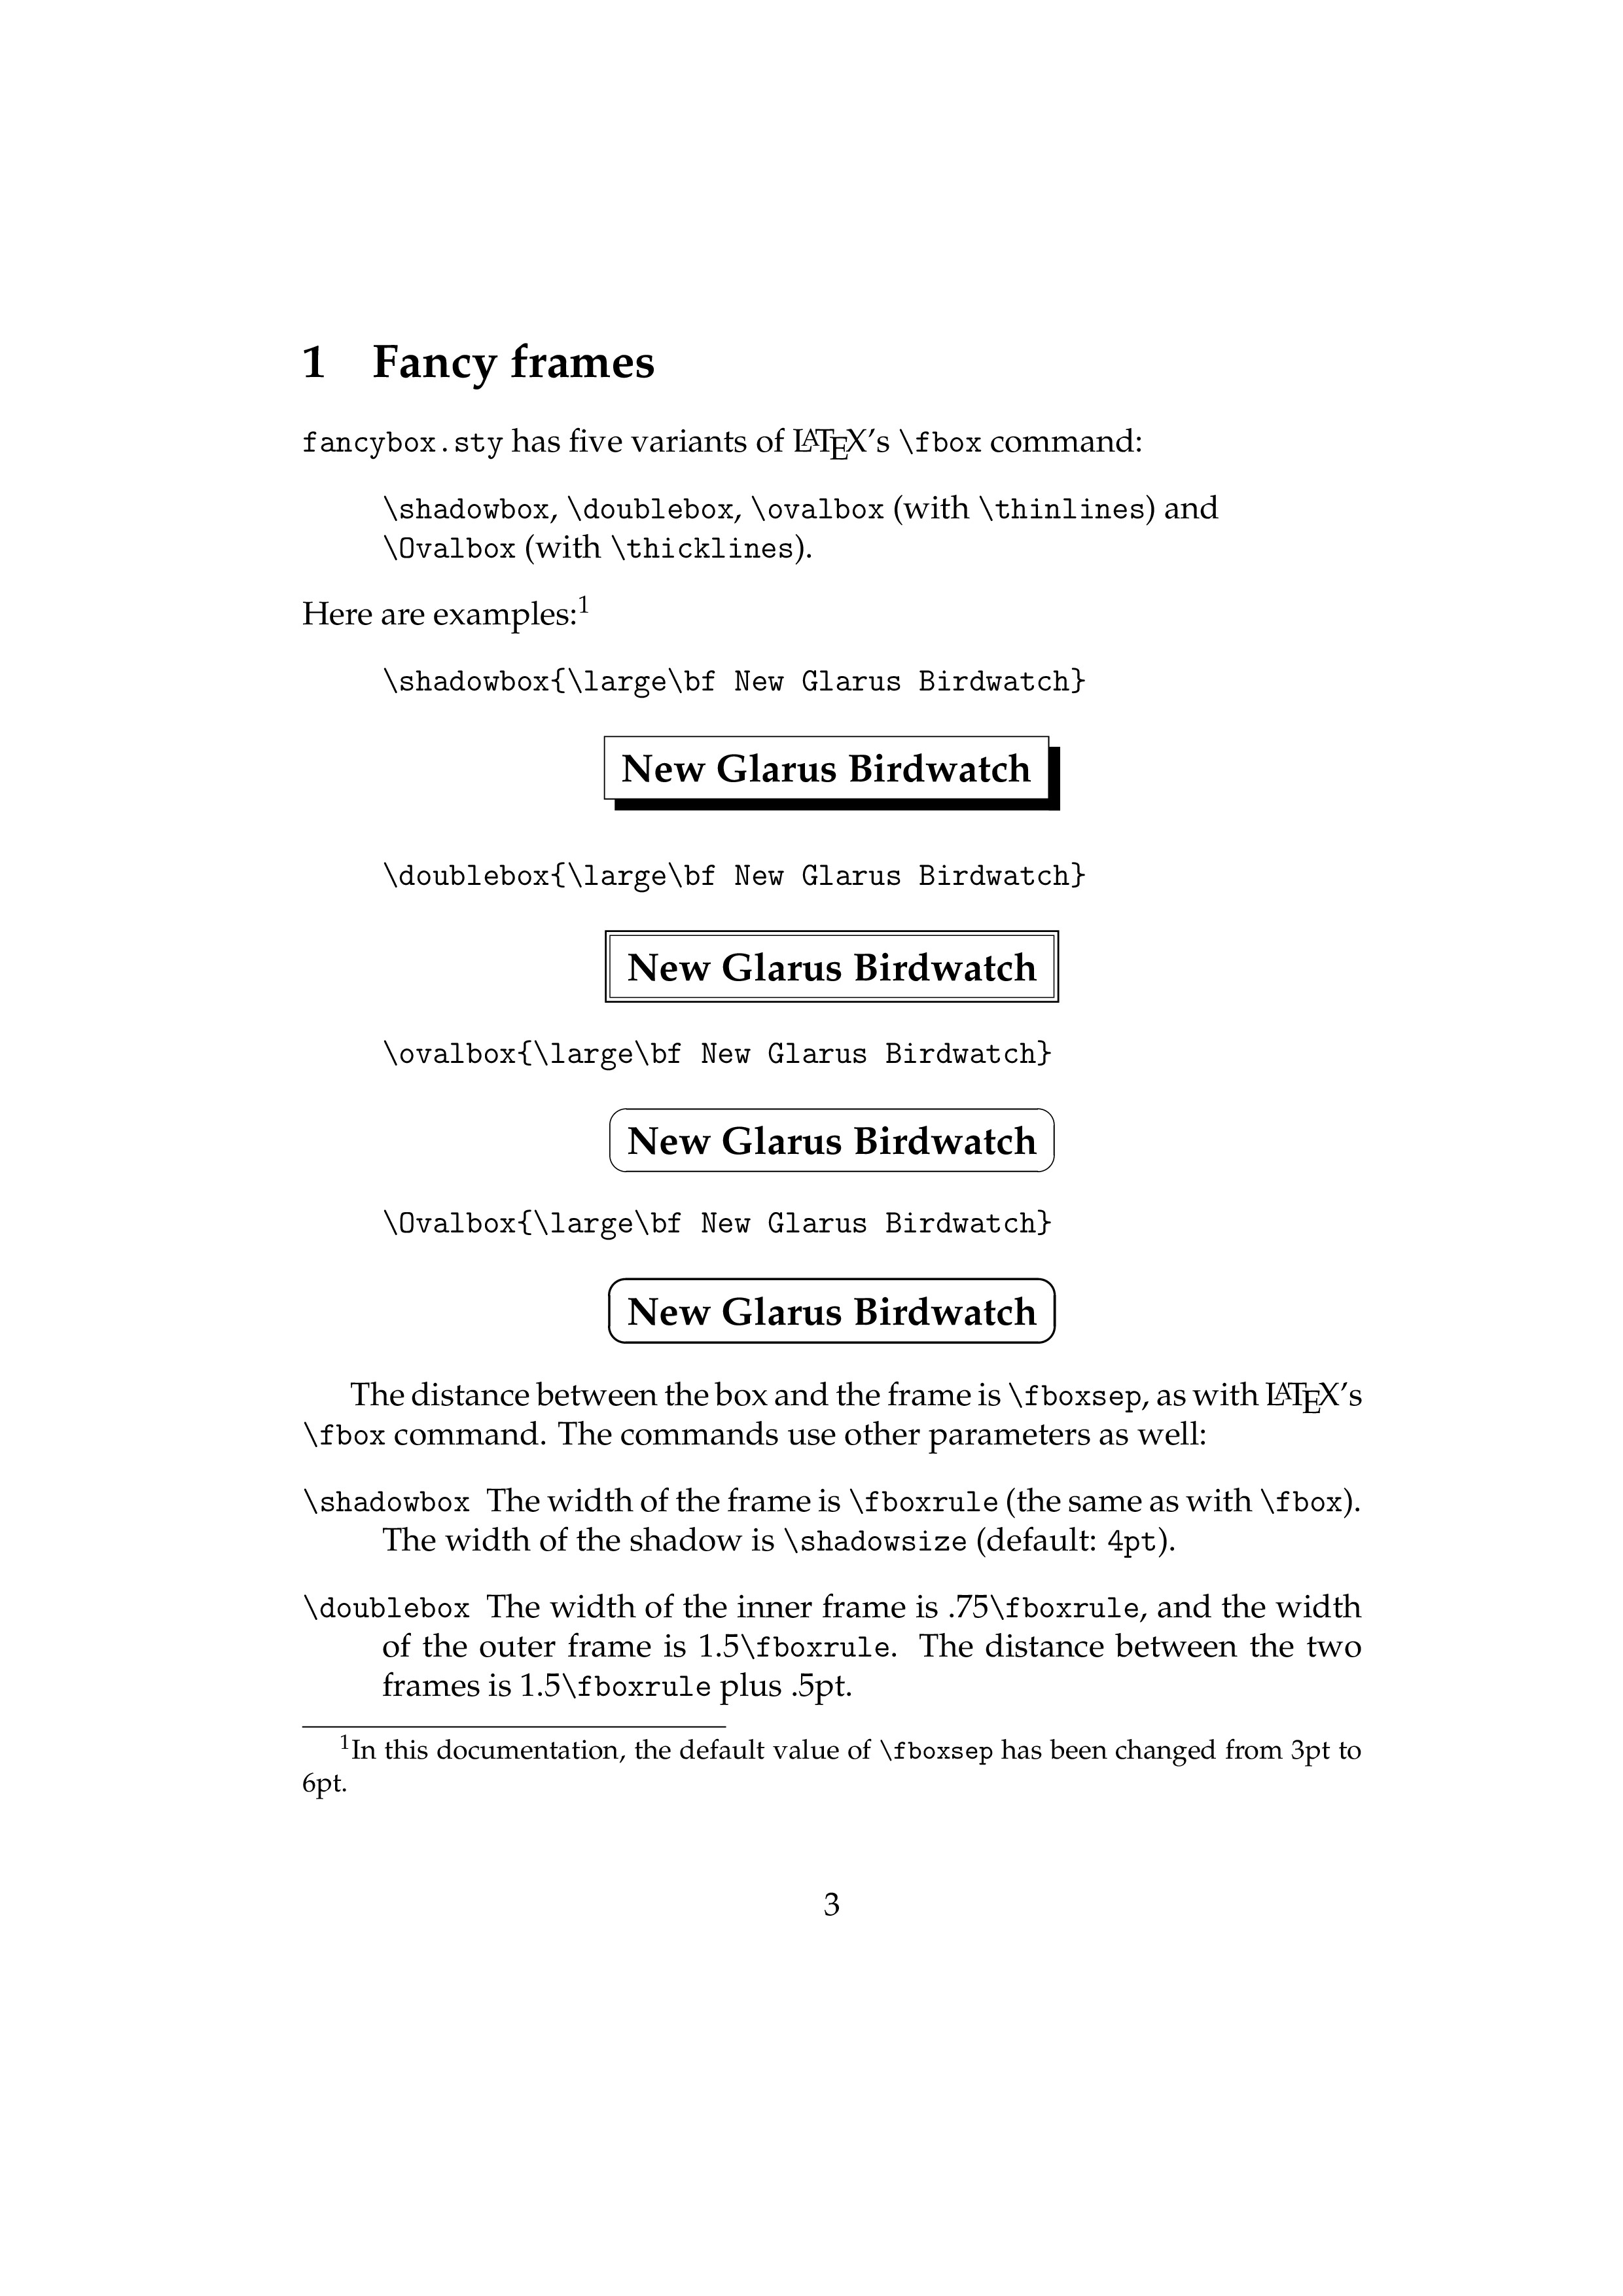 1 Fancy frames
fancybox.sty has five variants of LATEX's \fbox command:
\shadowbox, \doublebox, \ovalbox (with \thinlines) and
\Ovalbox (with \thicklines).
Here are examples:1
\shadowbox{\large\bf New Glarus Birdwatch}
New Glarus Birdwatch
\doublebox{\large\bf New Glarus Birdwatch}
New Glarus Birdwatch
\ovalbox{\large\bf New Glarus Birdwatch}
New Glarus Birdwatch
\Ovalbox{\large\bf New Glarus Birdwatch}
New Glarus Birdwatch
The distance between the box and the frame is \fboxsep, as with LATEX's
\fbox command. The commands use other parameters as well:
\shadowbox The width of the frame is \fboxrule (the same as with \fbox).
The width of the shadow is \shadowsize (default: 4pt).
\doublebox The width of the inner frame is .75\fboxrule, and the width
of the outer frame is 1.5\fboxrule. The distance between the two
frames is 1.5\fboxrule plus .5pt.
1In this documentation, the default value of \fboxsep has been changed from 3pt to
6pt.
3